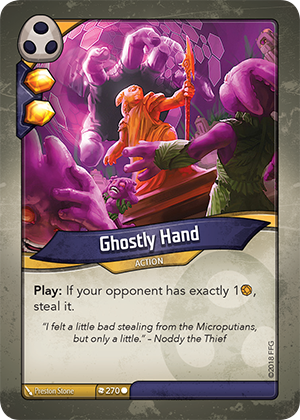 Ghostly Hand
ACTION
Play: If your opponent has exactly 1,
steal it.
“I felt a little bad stealing from the Microputians,
but only a little.” – Noddy the Thief
Preston Stone
270
©2018 FFG